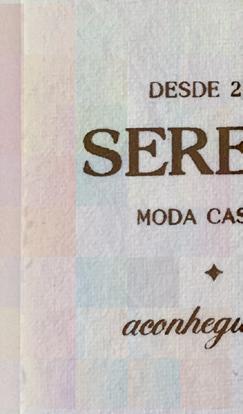 DESDE 2
SERE
MODA CAS
aconhegu